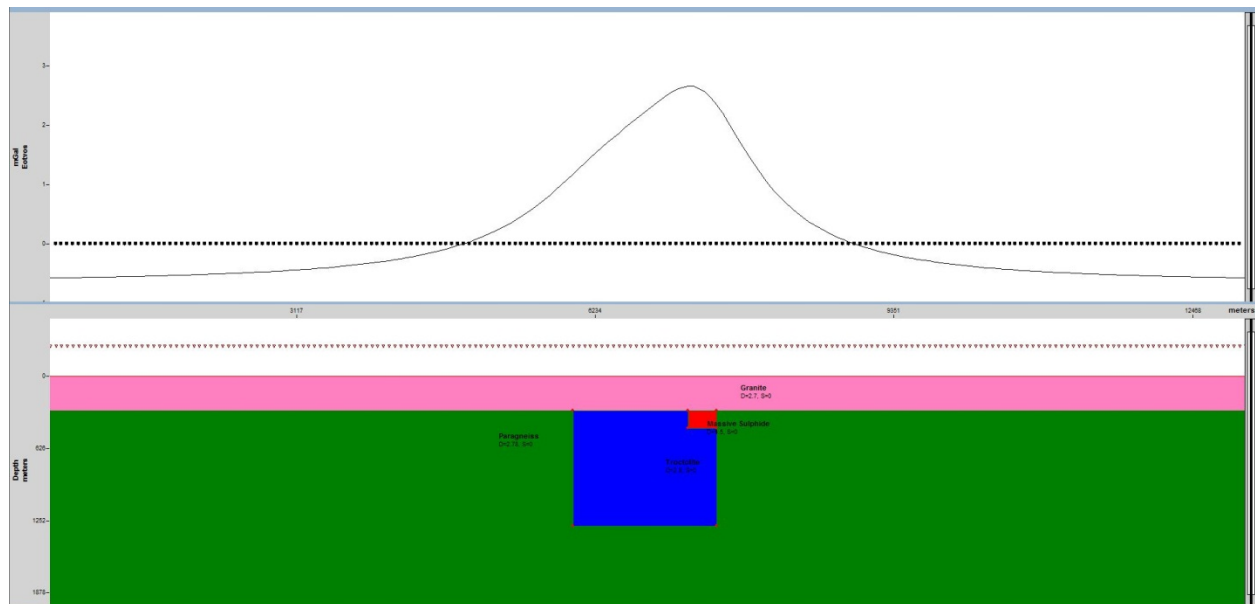 3
2
1
0
mGal
Eotvos
3117
6234
9351
12468
meters
0
626
1252
1878
Depth
meters
Granite
D=2.7, S=0
Massive Sulphide
Paragneiss
D=2.75, S=0
Troctolite